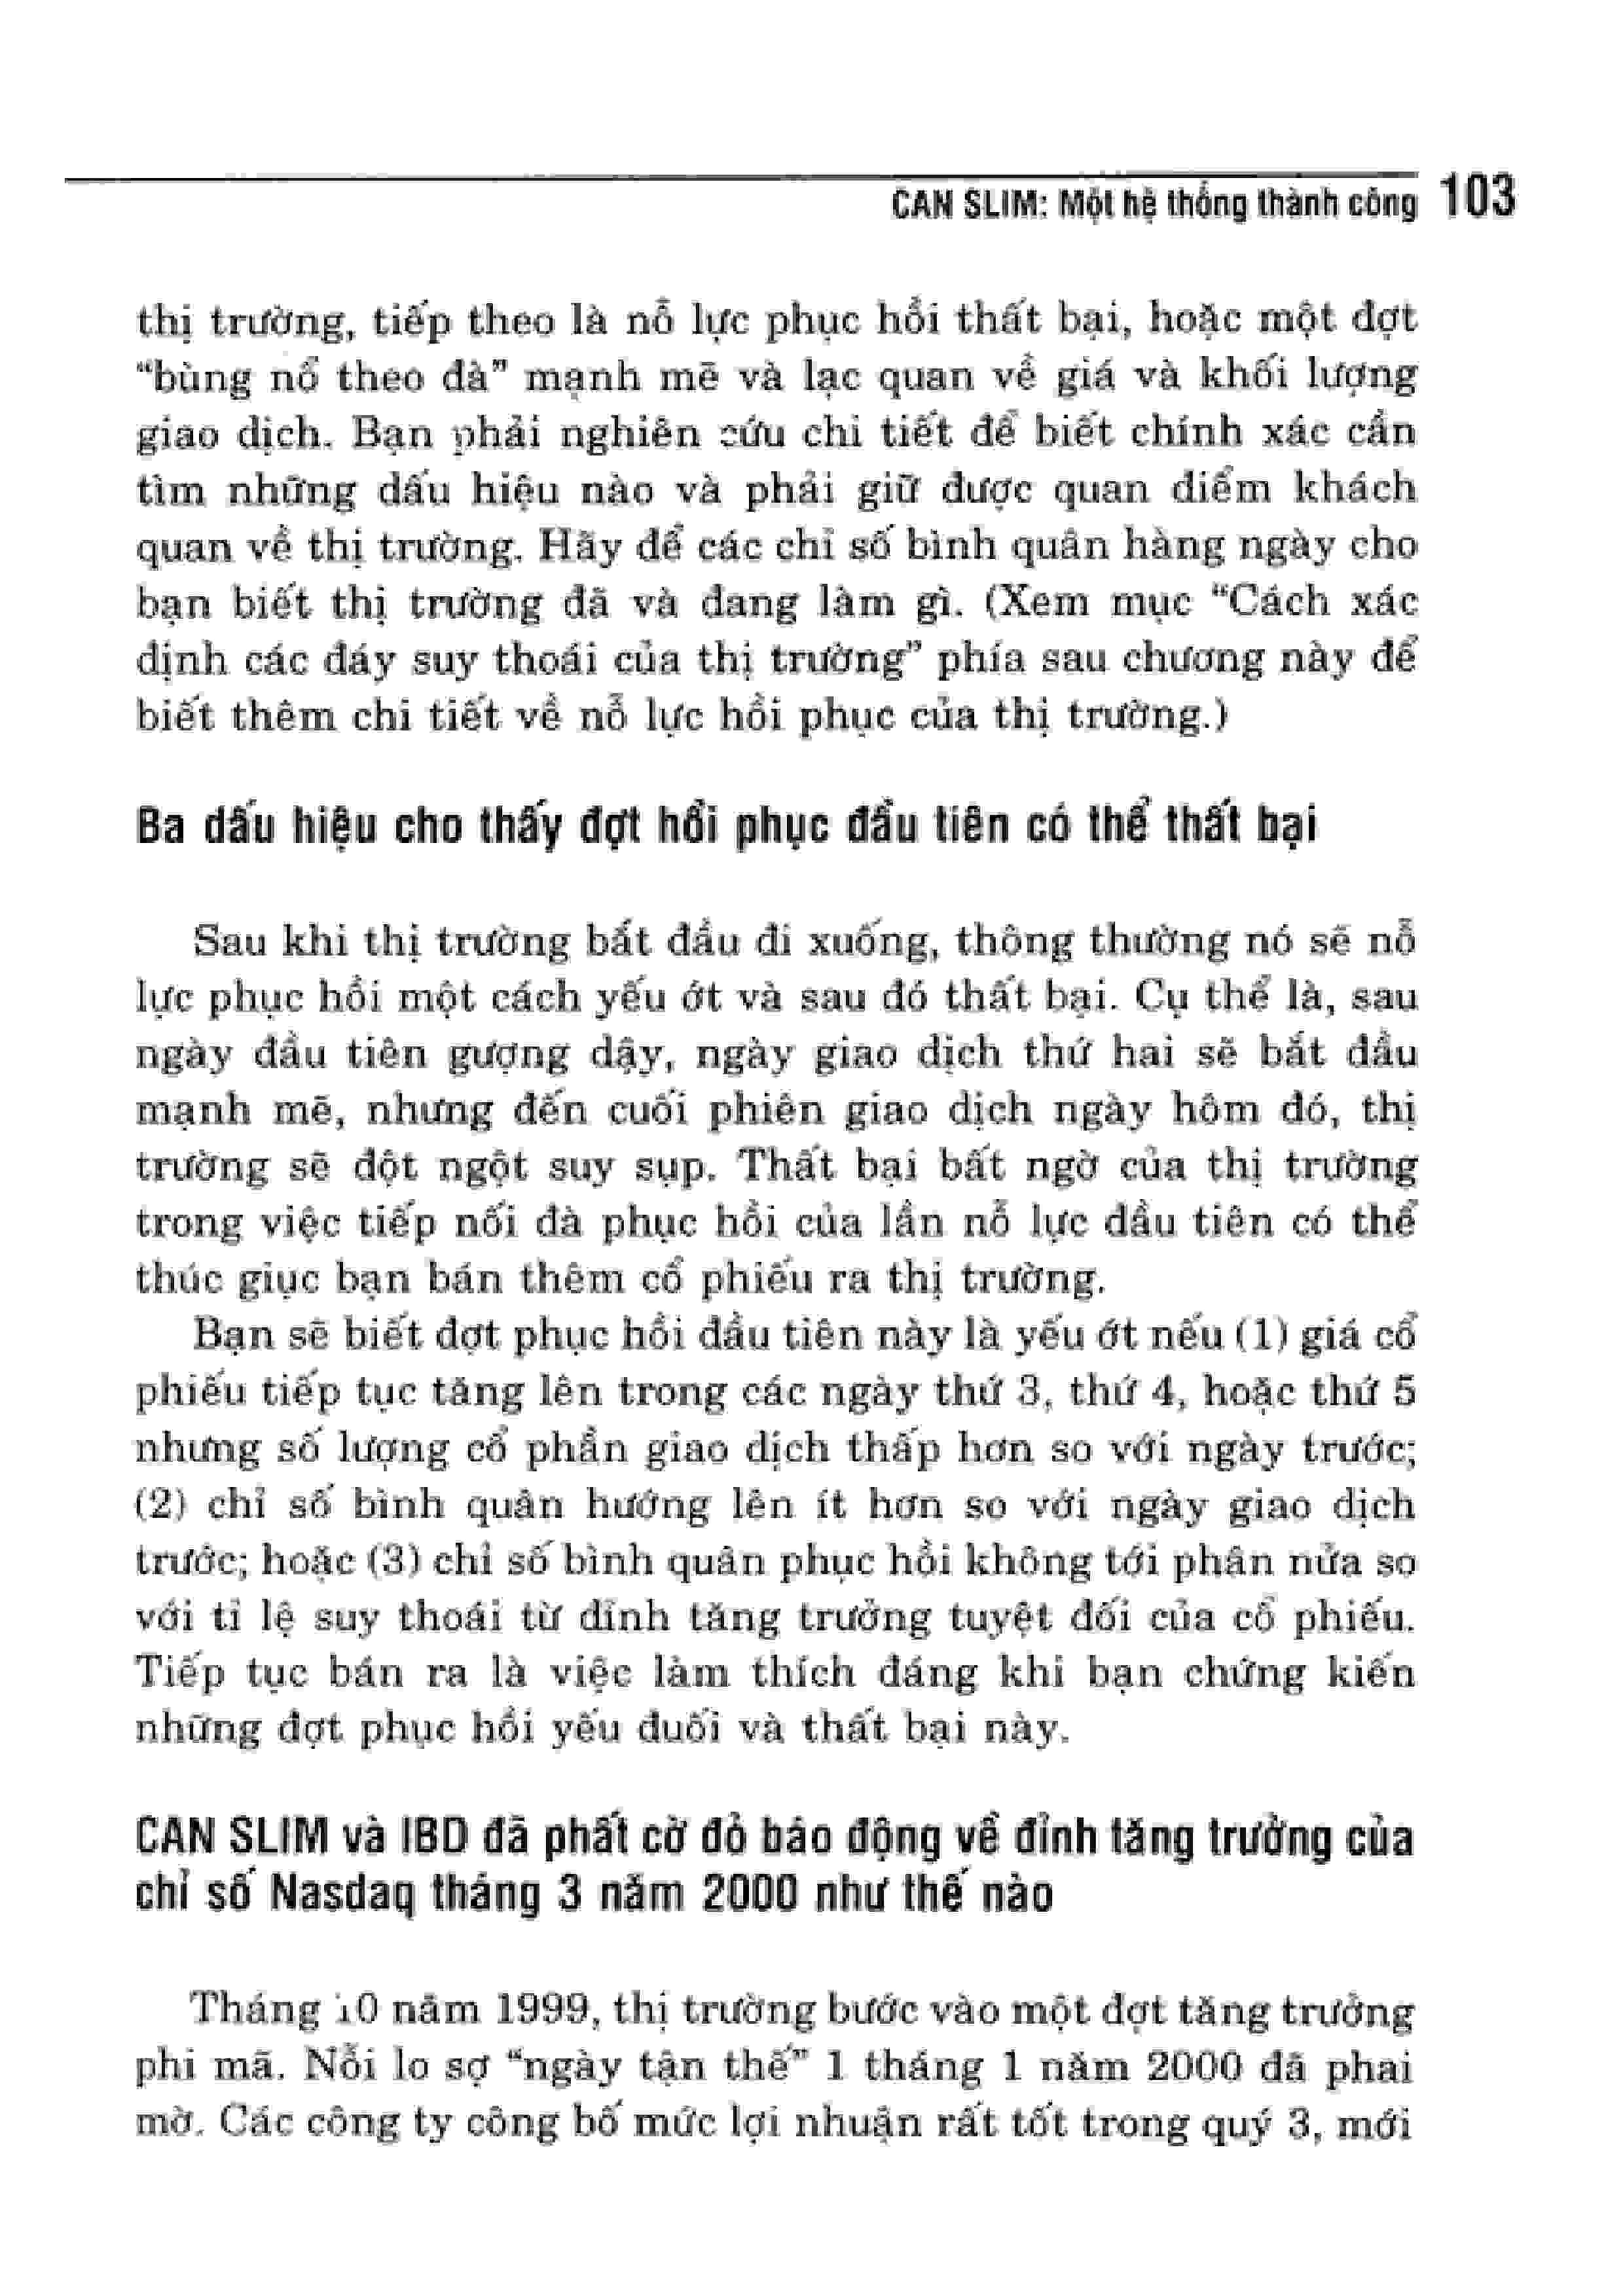 CAN SLIM: Một hệ thống thành công 103
thị trường, tiếp theo là nỗ lực phục hồi thất bại, hoặc một đợt
“bùng nổ theo đà” mạnh mẽ và lạc quan về giá và khối lượng
giao dịch. Bạn phải nghiên cứu chi tiết để biết chính xác cần
tìm những dấu hiệu nào và phải giữ được quan điểm khách
quan về thị trường. Hãy để các chỉ số bình quân hàng ngày cho
bạn biết thị trường đã và đang làm gì. (Xem mục “Cách xác
định các đáy suy thoái của thị trường” phía sau chương này để
biết thêm chi tiết về nỗ lực hồi phục của thị trường.)
Ba dấu hiệu cho thấy đợt hồi phục đầu tiên có thể thất bại
Sau khi thị trường bắt đầu đi xuống, thông thường nó sẽ nỗ
lực phục hồi một cách yếu ớt và sau đó thất bại. Cụ thể là, sau
ngày đầu tiên gượng dậy, ngày giao dịch thứ hai sẽ bắt đầu
mạnh mẽ, nhưng đến cuối phiên giao dịch ngày hôm đó, thị
trường sẽ đột ngột suy sụp. Thất bại bất ngờ của thị trường
trong việc tiếp nối đà phục hồi của lần nỗ lực đầu tiên có thể
thúc giục bạn bán thêm cổ phiếu ra thị trường.
Bạn sẽ biết đợt phục hồi đầu tiên này là yếu ớt nếu (1) giá cổ
phiếu tiếp tục tăng lên trong các ngày thứ 3, thứ 4, hoặc thứ 5
nhưng số lượng cổ phần giao dịch thấp hơn so với ngày trước;
(2) chỉ số bình quân hướng lên ít hơn so với ngày giao dịch
trước; hoặc (3) chỉ số bình quân phục hồi không tới phân nửa so
với tỉ lệ suy thoái từ đỉnh tăng trưởng tuyệt đối của cổ phiếu.
Tiếp tục bán ra là việc làm thích đáng khi bạn chứng kiến
những đợt phục hồi yếu đuối và thất bại này.
CAN SLIM và IBD đã phất cờ đỏ báo động về đỉnh tăng trưởng của
chỉ số Nasdaq tháng 3 năm 2000 như thế nào
Tháng 10 năm 1999, thị trường bước vào một đợt tăng trưởng
phi mã. Nỗi lo sợ “ngày tận thế” 1 tháng 1 năm 2000 đã phai
mờ. Các công ty công bố mức lợi nhuận rất tốt trong quý 3, mới